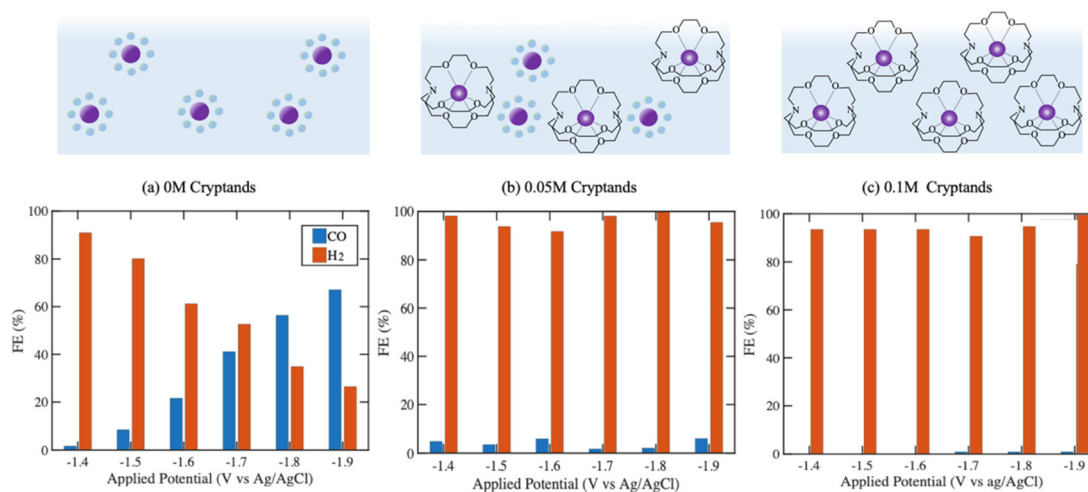 (a) 0M Cryptands
(b) 0.05M Cryptands
(c) 0.1M Cryptands
100
80
60
40
20
0
FE (%)
CO
H2
-1.4 -1.5 -1.6 -1.7 -1.8 -1.9
Applied Potential (V vs Ag/AgCl)
100
80
60
40
20
0
FE (%)
-1.4 -1.5 -1.6 -1.7 -1.8 -1.9
Applied Potential (V vs Ag/AgCl)
100
80
60
40
20
0
FE (%)
-1.4 -1.5 -1.6 -1.7 -1.8 -1.9
Applied Potential (V vs ag/AgCl)